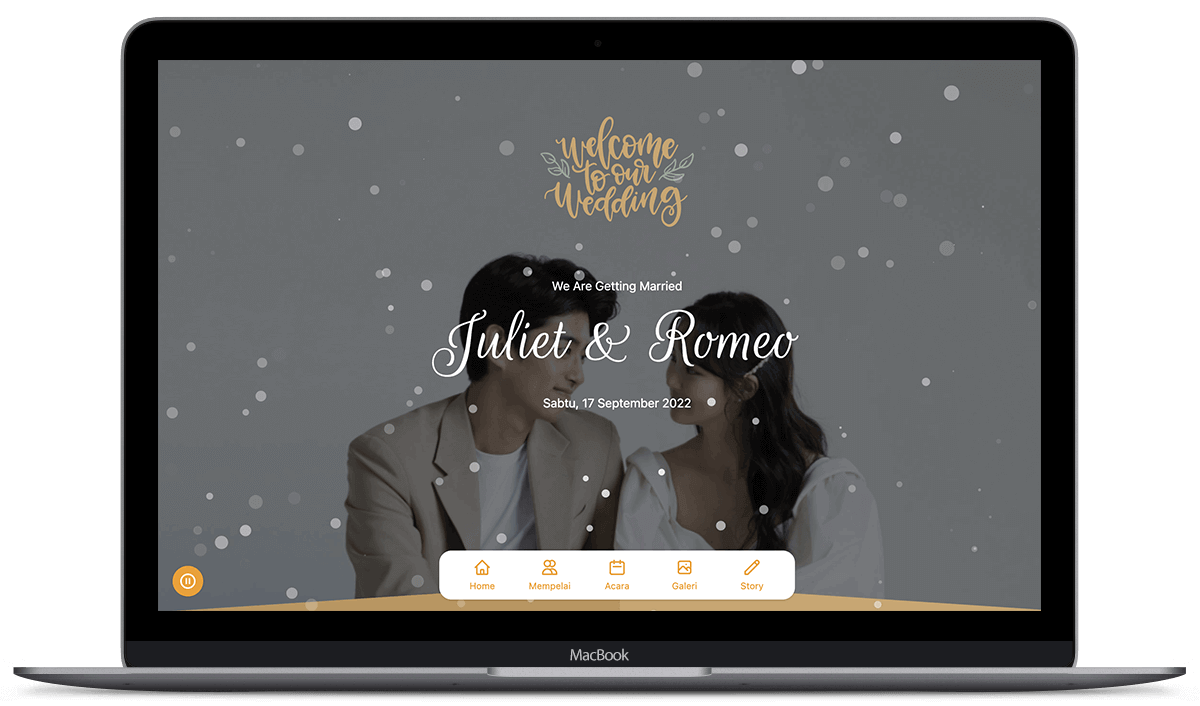 welcome
to our
Wedding
We Are Getting Married
Juliet & Romeo
Sabtu, 17 September 2022
Home Mempelai Acara Galeri Story
MacBook